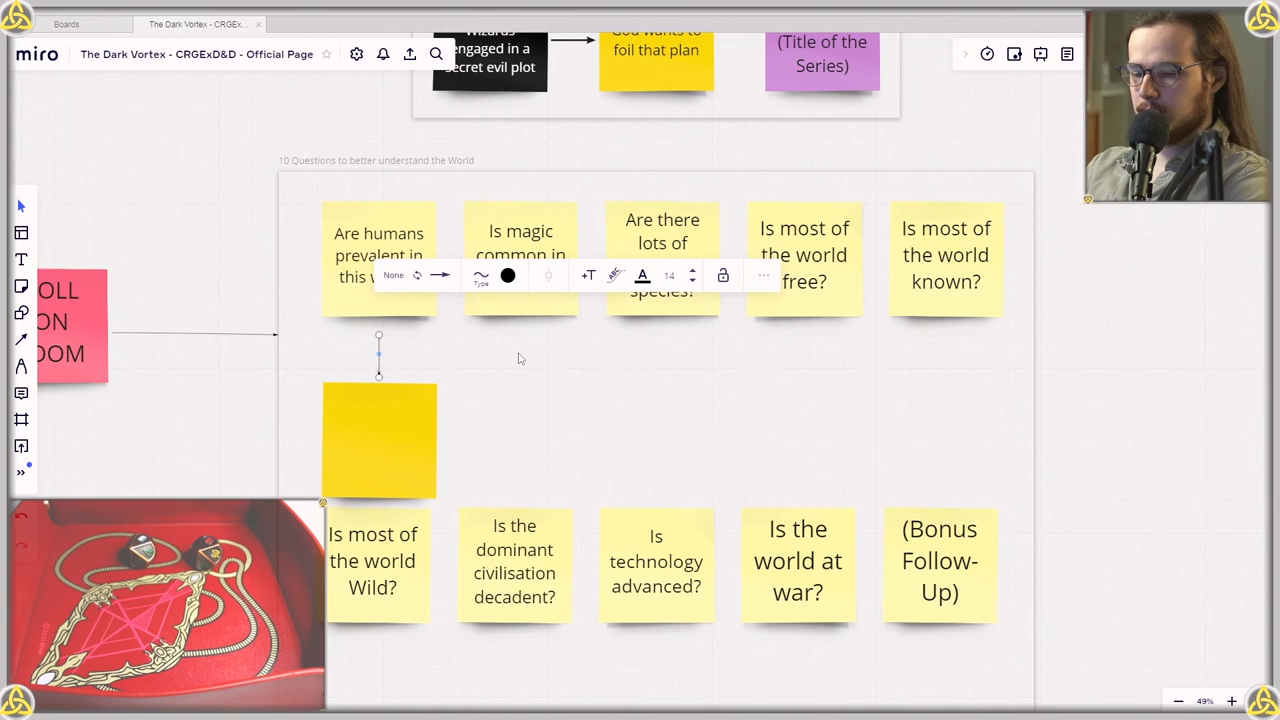 Boards
The Dark Vortex - CRGEx...
miro
The Dark Vortex - CRGExD&D - Official Page
engaged in a
secret evil plot
God wants to
foil that plan
(Title of the
Series)
10 Questions to better understand the World
Are humans
prevalent in
this
Is magic
common in
Are there
lots of
species?
Is most of
the world
free?
Is most of
the world
known?
None
Type
14
OLL
ON
OOM
Is most of
the world
Wild?
Is the
dominant
civilisation
decadent?
Is
technology
advanced?
Is the
world at
war?
(Bonus
Follow-
Up)
49%